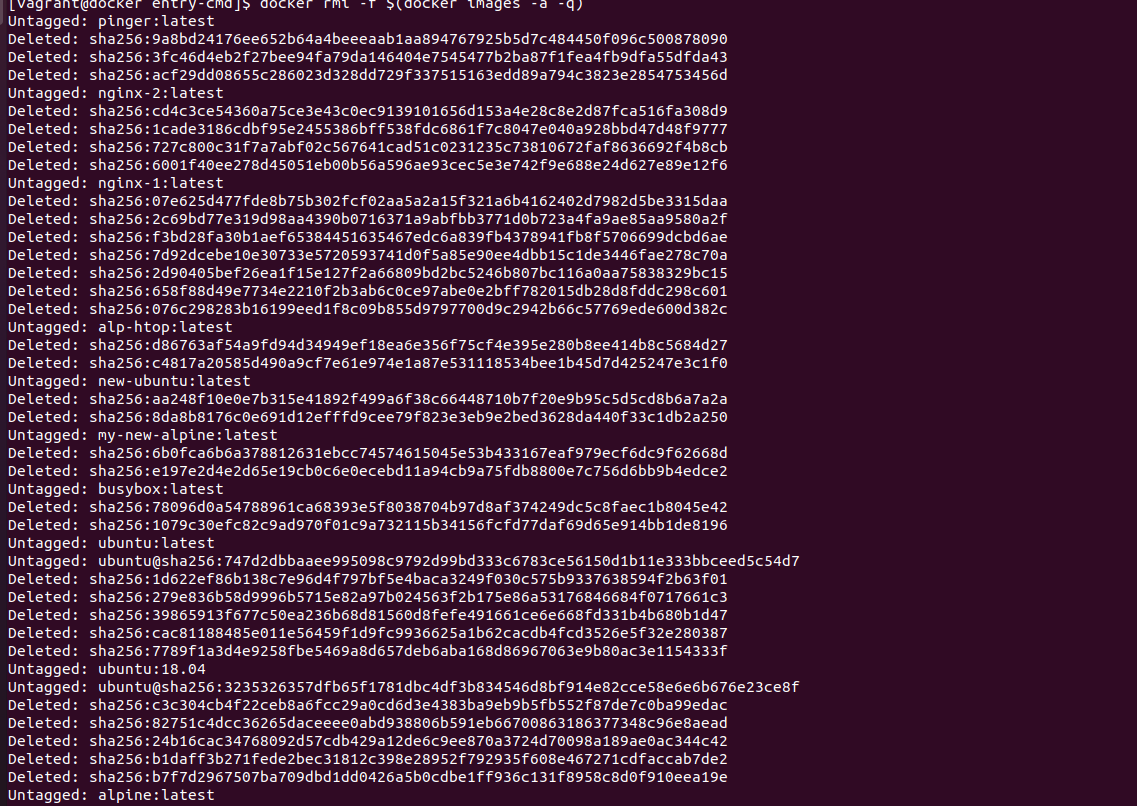 [vagrant@docker entry-cmd]$ docker rmi -f $(docker images -a -q)
Untagged: pinger:latest
Deleted: sha256:9a8bd24176ee652b64a4beeeaab1aa894767925b5d7c484450f096c500878090
Deleted: sha256:3fc46d4eb2f27bee94fa79da146404e7545477b2ba87f1fea4fb9dfa55dfda43
Deleted: sha256:acf29dd08655c286023d328dd729f337515163edd89a794c3823e2854753456d
Untagged: nginx-2:latest
Deleted: sha256:cd4c3ce54360a75ce3e43c0ec9139101656d153a4e28c8e2d87fca516fa308d9
Deleted: sha256:1cade3186cdbf95e2455386bff538fdc6861f7c8047e040a928bbd47d48f9777
Deleted: sha256:727c800c31f7a7abf02c567641cad51c0231235c73810672faf8636692f4b8cb
Deleted: sha256:6001f40ee278d45051eb00b56a596ae93cec5e3e742f9e688e24d627e89e12f6
Untagged: nginx-1:latest
Deleted: sha256:07e625d477fde8b75b302fcf02aa5a2a15f321a6b4162402d7982d5be3315daa
Deleted: sha256:2c69bd77e319d98aa4390b0716371a9abfbb3771d0b723a4fa9ae85aa9580a2f
Deleted: sha256:f3bd28fa30b1aef65384451635467edc6a839fb4378941fb8f5706699dcbd6ae
Deleted: sha256:7d92dcebe10e30733e5720593741d0f5a85e90ee4dbb15c1de3446fae278c70a
Deleted: sha256:2d90405bef26ea1f15e127f2a66809bd2bc5246b807bc116a0aa75838329bc15
Deleted: sha256:658f88d49e7734e2210f2b3ab6c0ce97abe0e2bff782015db28d8fddc298c601
Deleted: sha256:076c298283b16199eed1f8c09b855d9797700d9c2942b66c57769ede600d382c
Untagged: alp-htop:latest
Deleted: sha256:d86763af54a9fd94d34949ef18ea6e356f75cf4e395e280b8ee414b8c5684d27
Deleted: sha256:c4817a20585d490a9cf7e61e974e1a87e531118534bee1b45d7d425247e3c1f0
Untagged: new-ubuntu:latest
Deleted: sha256:aa248f10e0e7b315e41892f499a6f38c66448710b7f20e9b95c5d5cd8b6a7a2a
Deleted: sha256:8da8b8176c0e691d12efffd9cee79f823e3eb9e2bed3628da440f33c1db2a250
Untagged: my-new-alpine:latest
Deleted: sha256:6b0fca6b6a378812631ebcc74574615045e53b433167eaf979ecf6dc9f62668d
Deleted: sha256:e197e2d4e2d65e19cb0c6e0ecebd11a94cb9a75fdb8800e7c756d6bb9b4edce2
Untagged: busybox:latest
Deleted: sha256:78096d0a54788961ca68393e5f8038704b97d8af374249dc5c8faec1b8045e42
Deleted: sha256:1079c30efc82c9ad970f01c9a732115b34156fcfd77daf69d65e914bb1de8196
Untagged: ubuntu:latest
Untagged: ubuntu@sha256:747d2dbbaaee995098c9792d99bd333c6783ce56150d1b11e333bbceed5c54d7
Deleted: sha256:1d622ef86b138c7e96d4f797bf5e4baca3249f030c575b9337638594f2b63f01
Deleted: sha256:279e836b58d9996b5715e82a97b024563f2b175e86a53176846684f0717661c3
Deleted: sha256:39865913f677c50ea236b68d81560d8fefe491661ce6e668fd331b4b680b1d47
Deleted: sha256:cac81188485e011e56459f1d9fc9936625a1b62cacdb4fcd3526e5f32e280387
Deleted: sha256:7789f1a3d4e9258fbe5469a8d657deb6aba168d86967063e9b80ac3e1154333f
Untagged: ubuntu:18.04
Untagged: ubuntu@sha256:3235326357dfb65f1781dbc4df3b834546d8bf914e82cce58e6e6b676e23ce8f
Deleted: sha256:c3c304cb4f22ceb8a6fcc29a0cd6d3e4383ba9eb9b5fb552f87de7c0ba99edac
Deleted: sha256:82751c4dcc36265daceeee0abd938806b591eb66700863186377348c96e8aead
Deleted: sha256:24b16cac34768092d57cdb429a12de6c9ee870a3724d70098a189ae0ac344c42
Deleted: sha256:b1daff3b271fede2bec31812c398e28952f792935f608e467271cdfaccab7de2
Deleted: sha256:b7f7d2967507ba709dbd1dd0426a5b0cdbe1ff936c131f8958c8d0f910eea19e
Untagged: alpine:latest